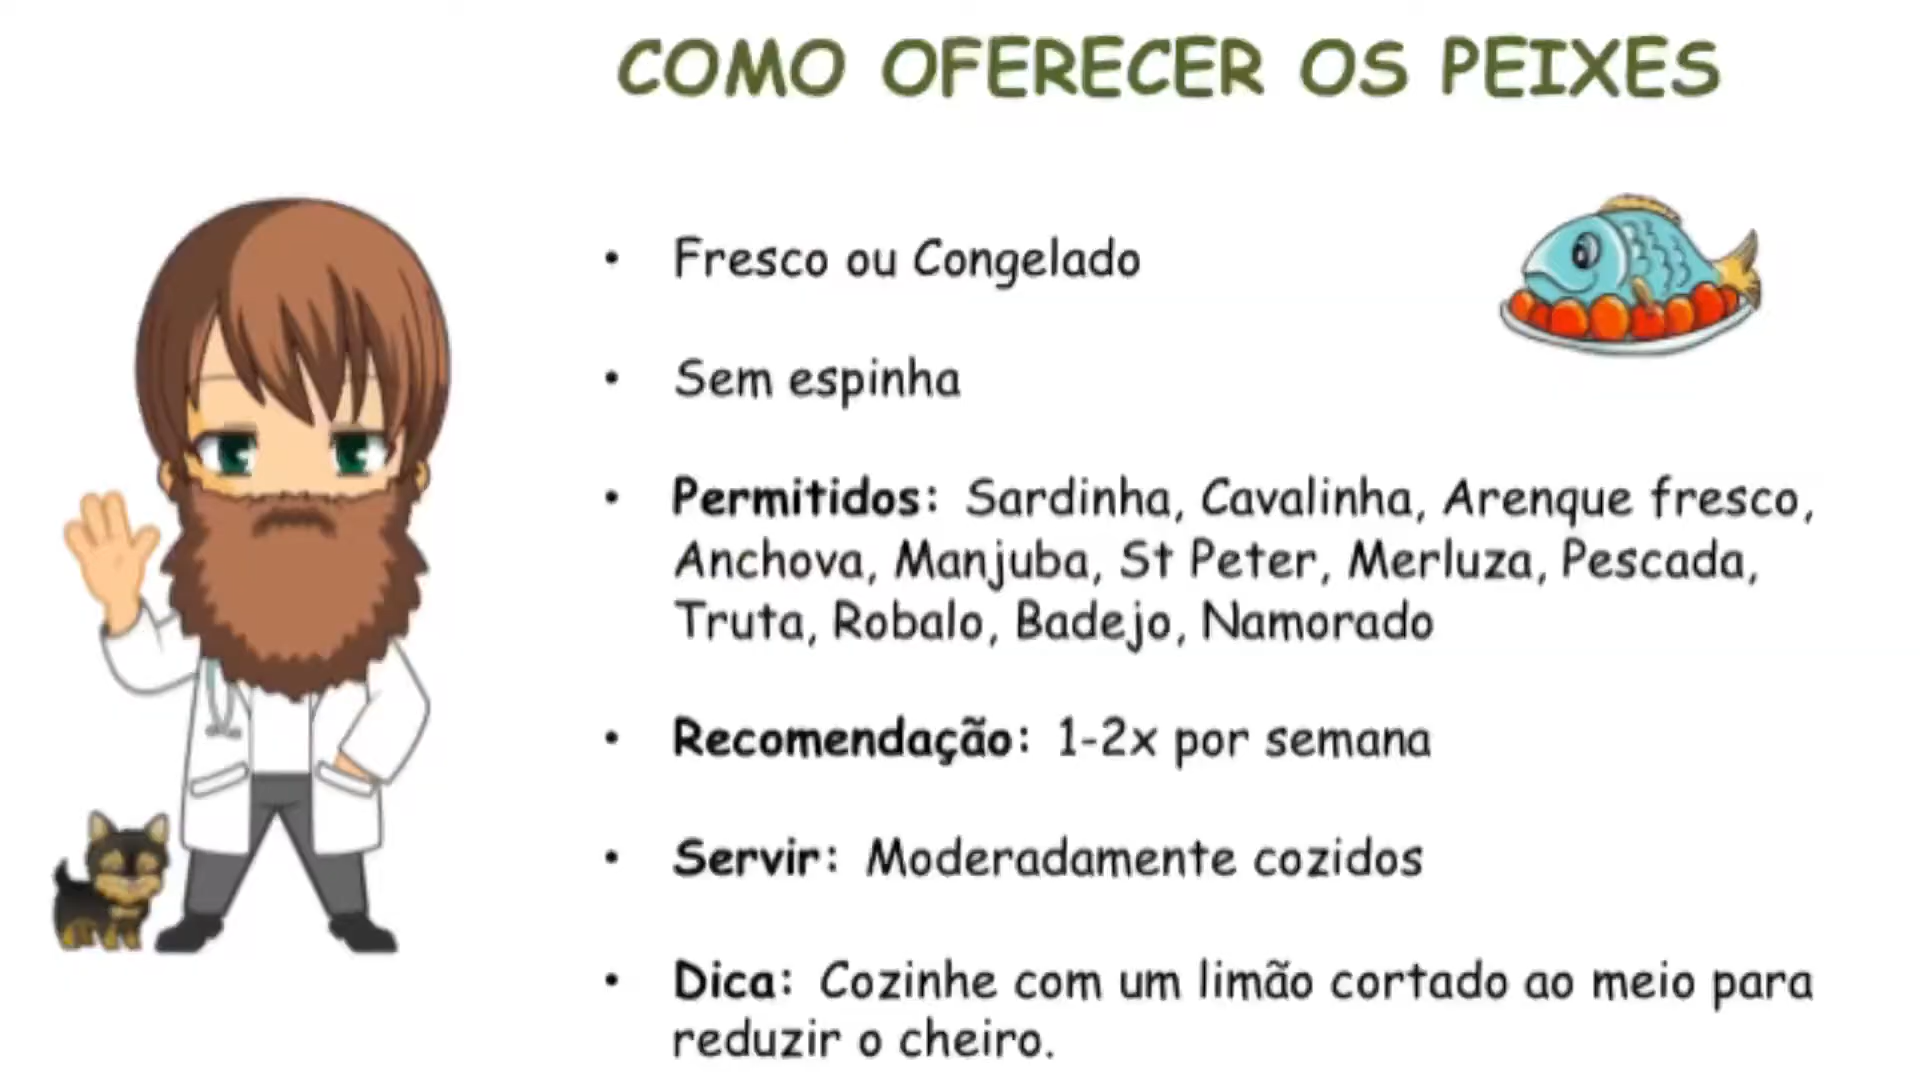 COMO OFERECER OS PEIXES
• Fresco ou Congelado
• Sem espinha
• Permitidos: Sardinha, Cavalinha, Arenque fresco,
Anchova, Manjuba, St Peter, Merluza, Pescada,
Truta, Robalo, Badejo, Namorado
• Recomendação: 1-2x por semana
• Servir: Moderadamente cozidos
• Dica: Cozinhe com um limão cortado ao meio para
reduzir o cheiro.